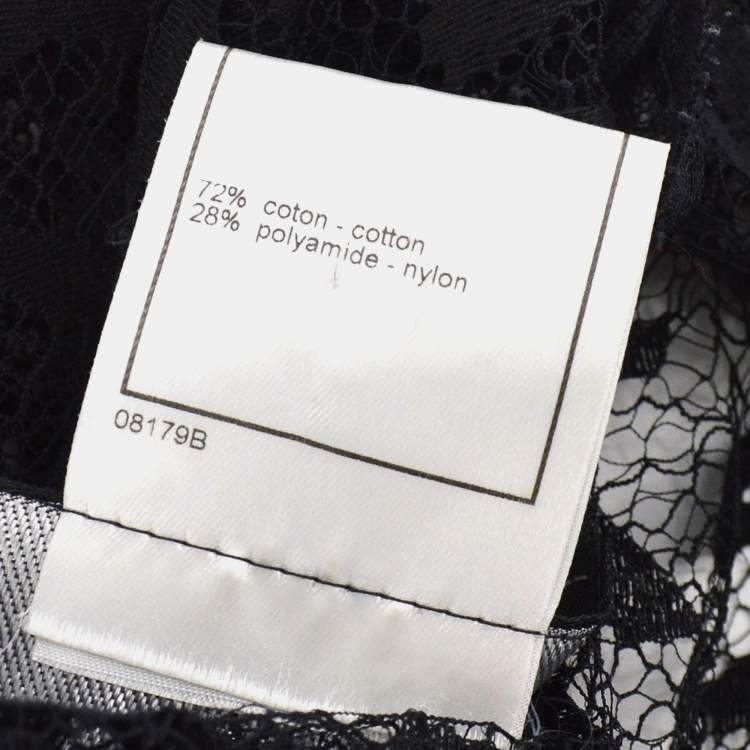 72% coton - cotton
28% polyamide - nylon
08179B